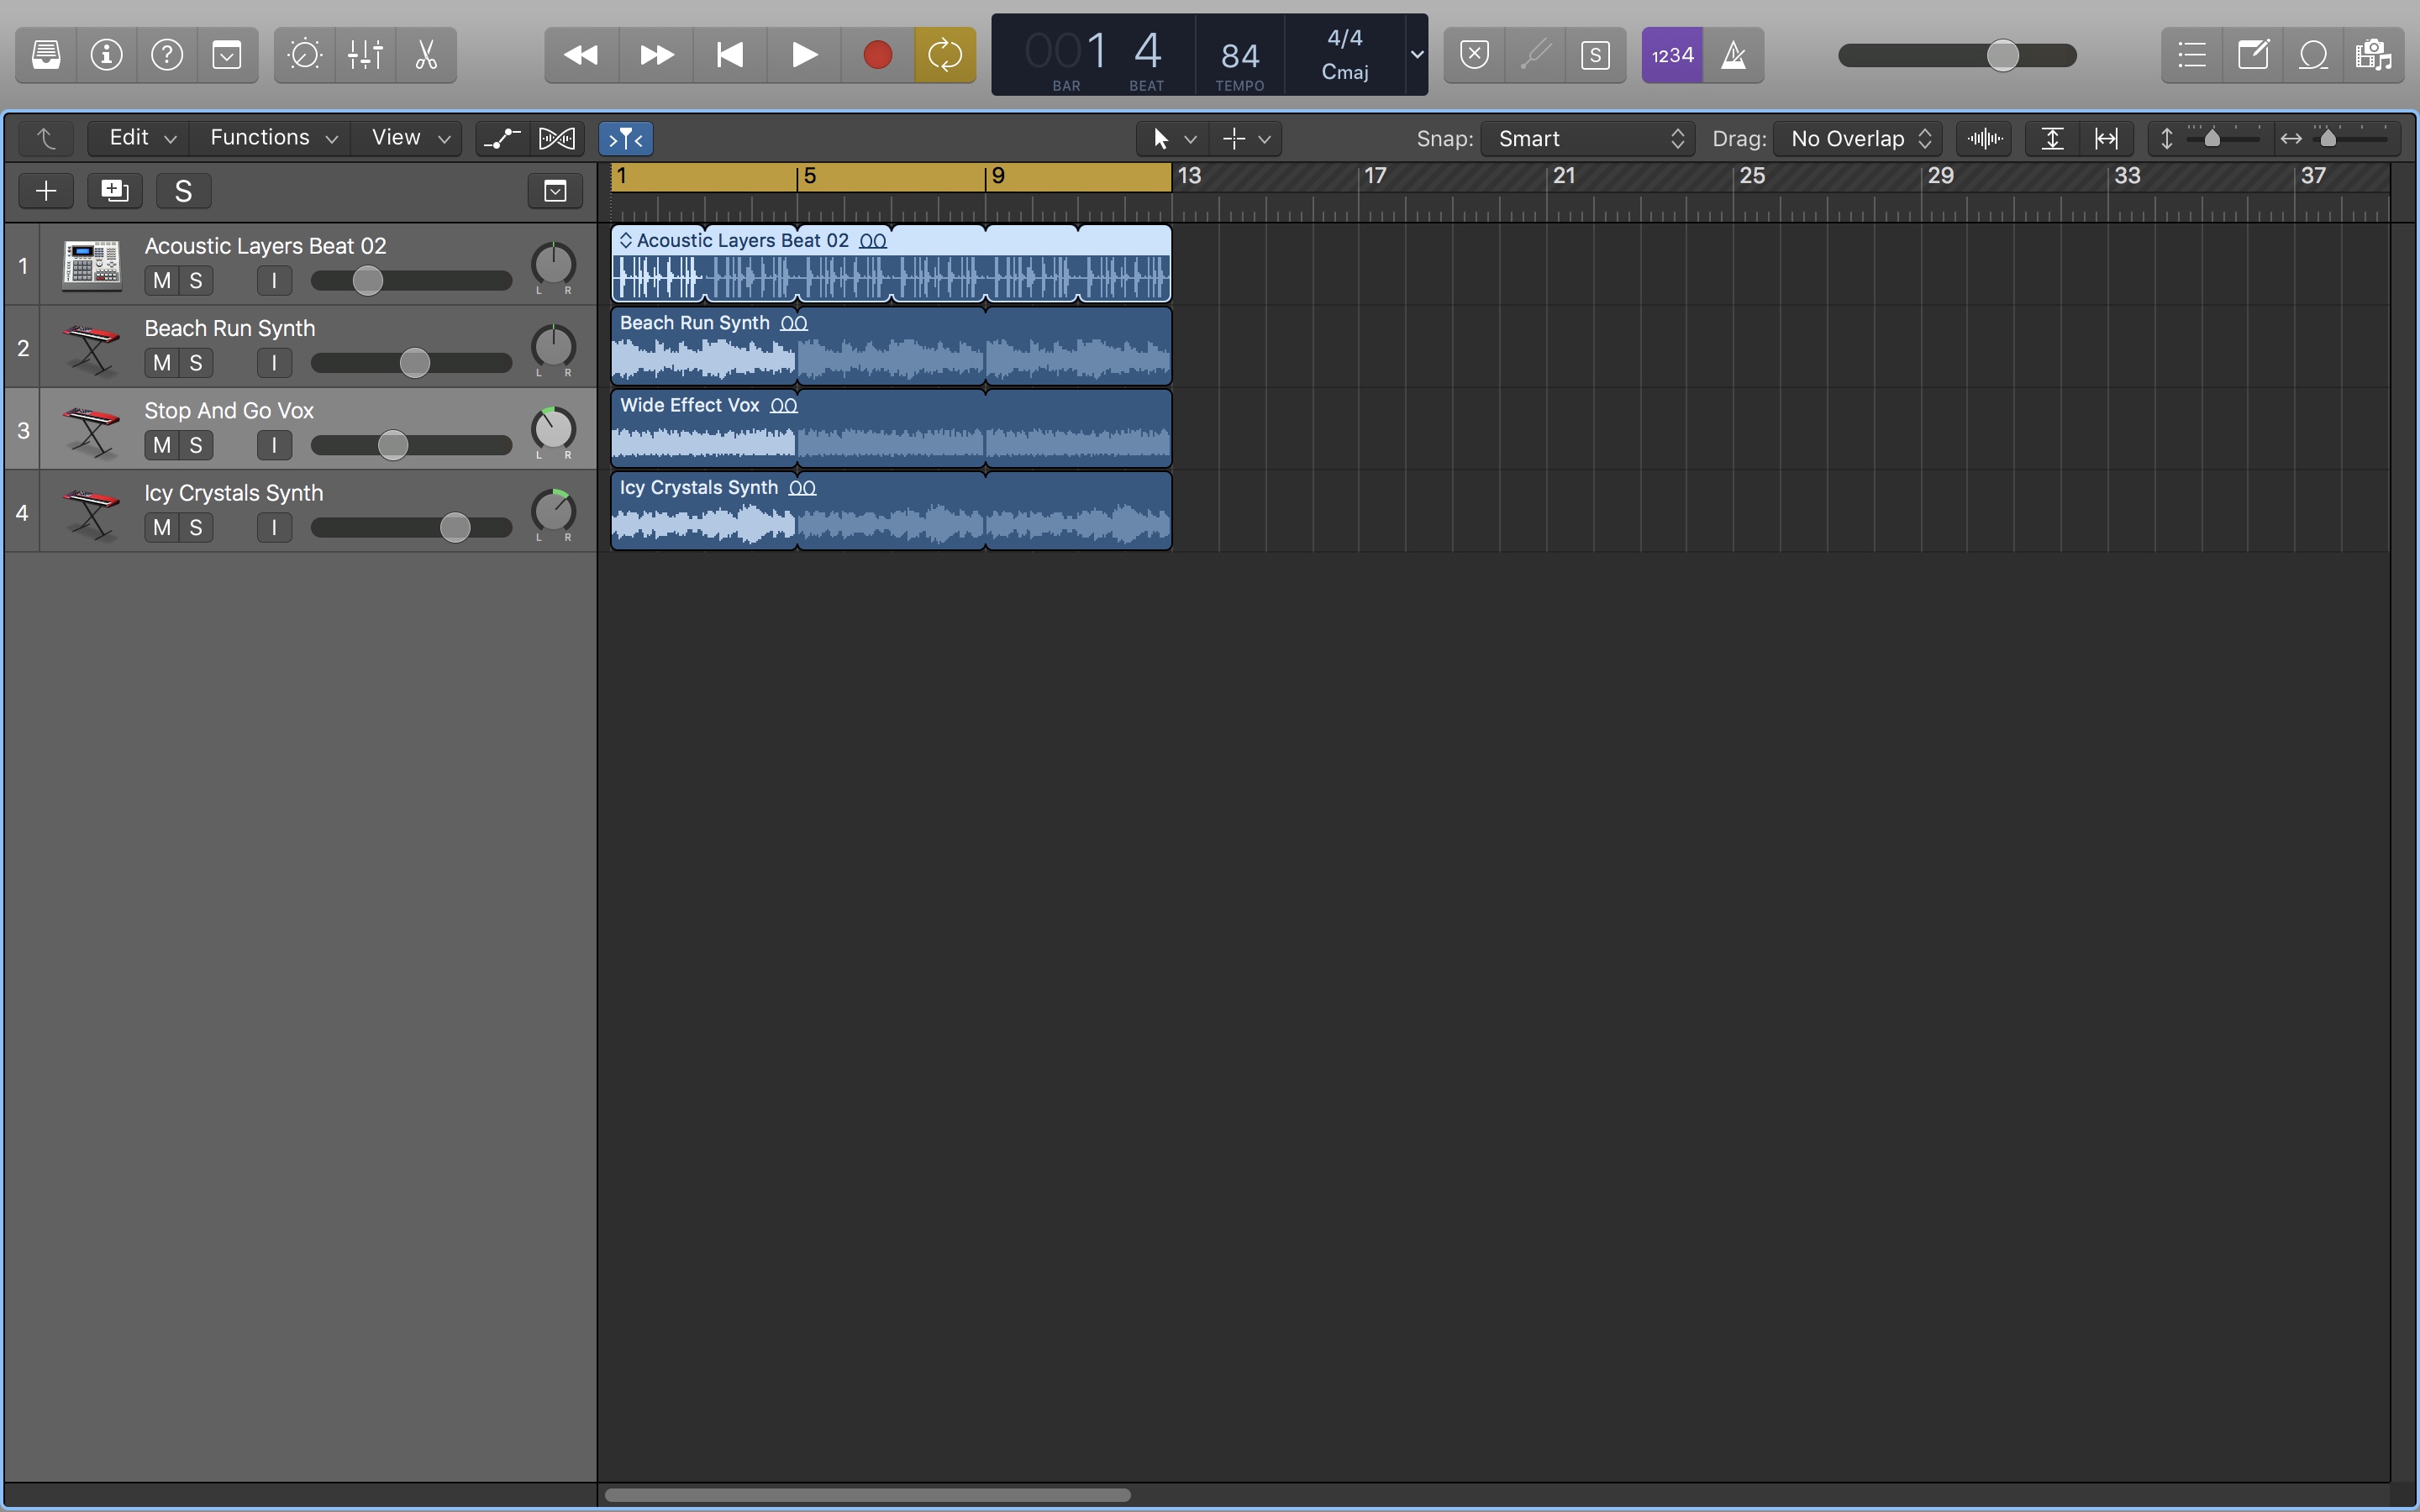 001 4 84 4/4
Cmaj
BAR BEAT TEMPO
S 1234
Edit Functions View Snap: Smart Drag: No Overlap
S 1 5 9 13 17 21 25 29 33 37
1 Acoustic Layers Beat 02
M S I L R
Acoustic Layers Beat 02
2 Beach Run Synth
M S I L R
Beach Run Synth
3 Stop And Go Vox
M S I L R
Wide Effect Vox
4 Icy Crystals Synth
M S I L R
Icy Crystals Synth